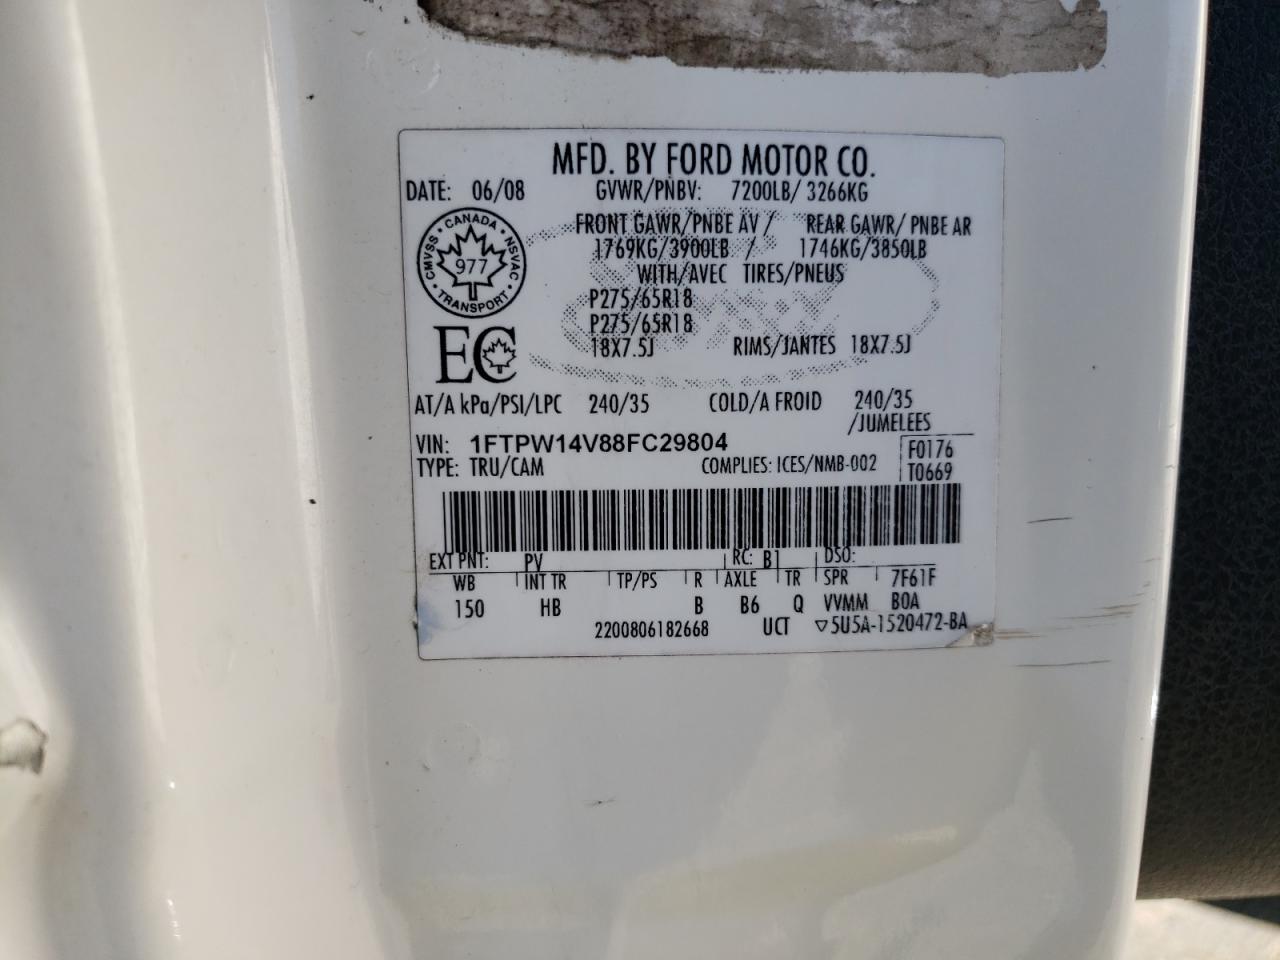 MFD. BY FORD MOTOR CO.
DATE: 06/08 GVWR/PNBV: 7200LB/ 3266KG
FRONT GAWR/PNBE AV / REAR GAWR/ PNBE AR
1769KG/3900LB / 1746KG/3850LB
WITH/AVEC TIRES/PNEUS
P275/65R18
P275/65R18
18X7.5J RIMS/JANTES 18X7.5J
CANADA
CMVSS 977 NSVAC
TRANSPORT
EC
AT/A kPa/PSI/LPC 240/35 COLD/A FROID 240/35
/JUMELEES
VIN: 1FTPW14V88FC29804 F0176
TYPE: TRU/CAM COMPLIES: ICES/NMB-002 T0669
EXT PNT: PV RC: B1 DSO:
WB INT TR TP/PS R AXLE TR SPR 7F61F
150 HB B B6 Q VVMM BOA
2200806182668 UCT ▽5U5A-1520472-BA